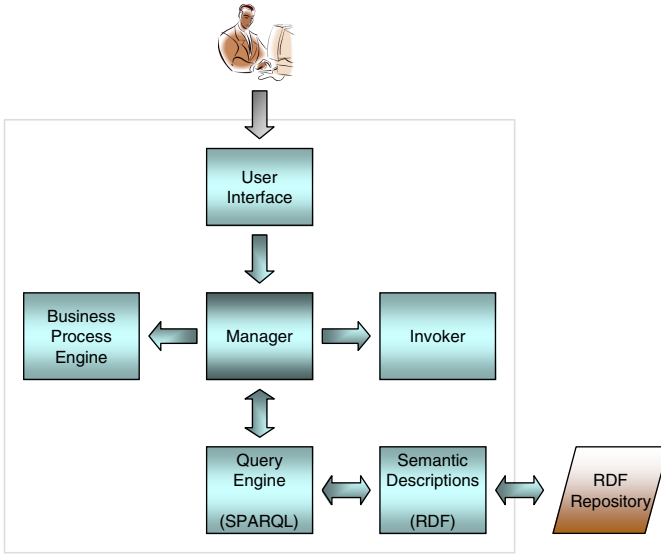 User
Interface
Business
Process
Engine
Manager
Invoker
Query
Engine
(SPARQL)
Semantic
Descriptions
(RDF)
RDF
Repository